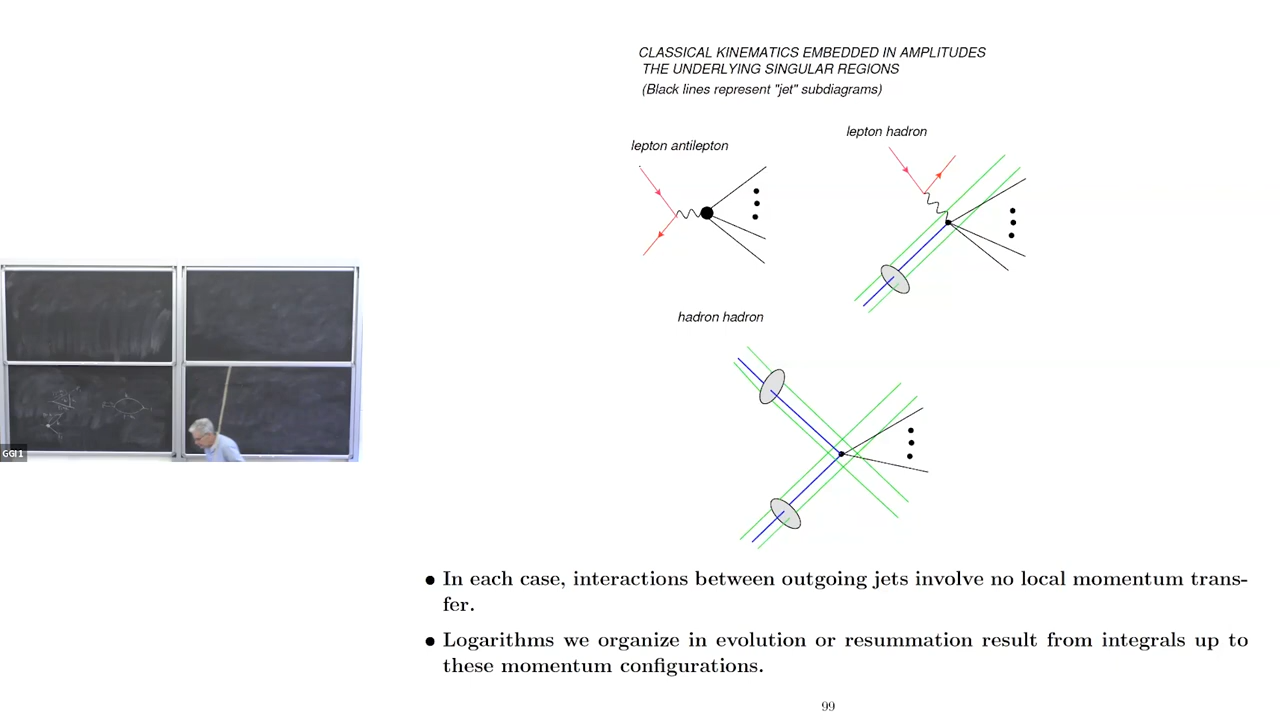 CLASSICAL KINEMATICS EMBEDDED IN AMPLITUDES
THE UNDERLYING SINGULAR REGIONS
(Black lines represent "jet" subdiagrams)
lepton hadron
lepton antilepton
hadron hadron
GGI1
● In each case, interactions between outgoing jets involve no local momentum trans-
fer.
● Logarithms we organize in evolution or resummation result from integrals up to
these momentum configurations.
99